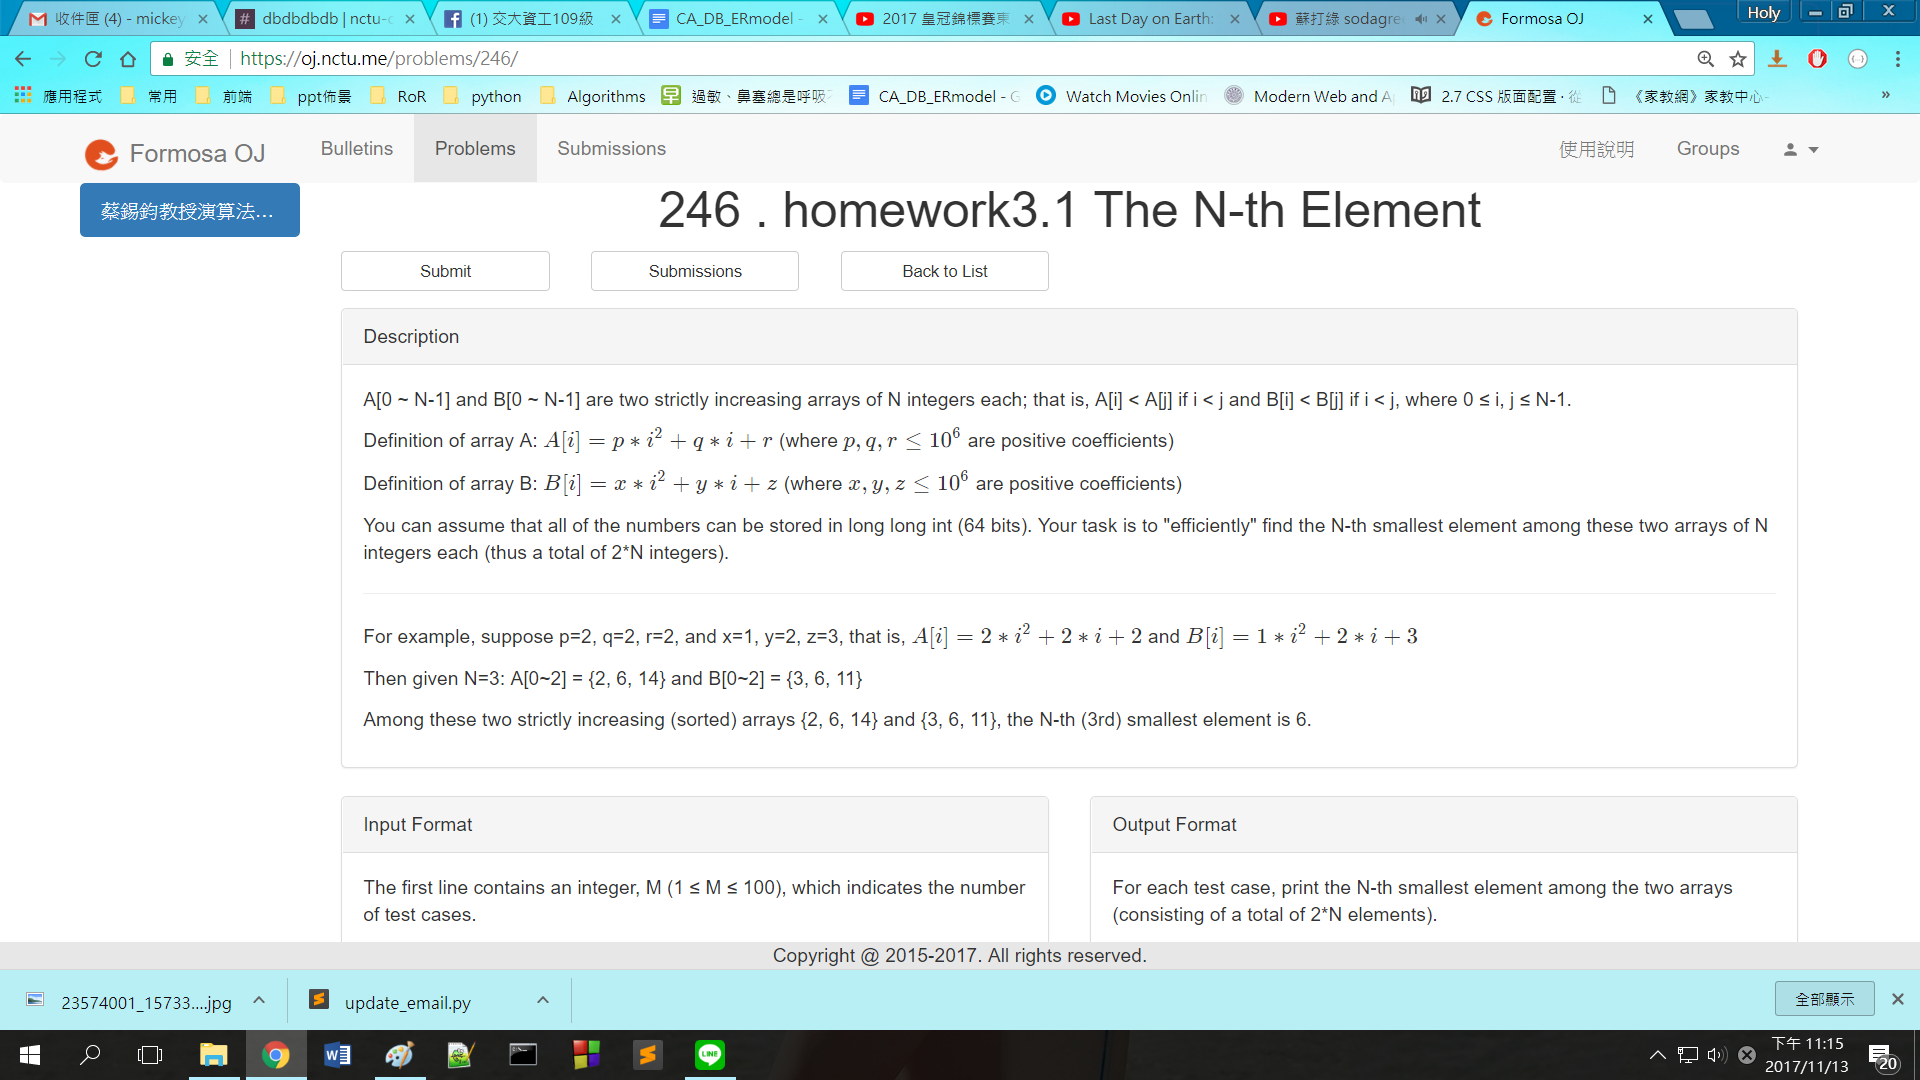 收件匣 (4) - mickey
dbdbdbdb | nctu-c
(1) 交大資工109級
CA_DB_ERmodel -
2017 皇冠錦標賽東
Last Day on Earth:
蘇打綠 sodagree
Formosa OJ
Holy
安全
https://oj.nctu.me/problems/246/
應用程式
常用
前端
ppt佈景
RoR
python
Algorithms
過敏、鼻塞總是呼吸不
CA_DB_ERmodel - G
Watch Movies Onlin
Modern Web and A
2.7 CSS 版面配置 · 從
《家教網》家教中心-
»
Formosa OJ
Bulletins
Problems
Submissions
使用說明
Groups
蔡錫鈞教授演算法...
246 . homework3.1 The N-th Element
Submit
Submissions
Back to List
Description
A[0 ~ N-1] and B[0 ~ N-1] are two strictly increasing arrays of N integers each; that is, A[i] < A[j] if i < j and B[i] < B[j] if i < j, where 0 ≤ i, j ≤ N-1.
Definition of array A: A[i] = p ∗ i² + q ∗ i + r (where p, q, r ≤ 10⁶ are positive coefficients)
Definition of array B: B[i] = x ∗ i² + y ∗ i + z (where x, y, z ≤ 10⁶ are positive coefficients)
You can assume that all of the numbers can be stored in long long int (64 bits). Your task is to "efficiently" find the N-th smallest element among these two arrays of N
integers each (thus a total of 2*N integers).
For example, suppose p=2, q=2, r=2, and x=1, y=2, z=3, that is, A[i] = 2 ∗ i² + 2 ∗ i + 2 and B[i] = 1 ∗ i² + 2 ∗ i + 3
Then given N=3: A[0~2] = {2, 6, 14} and B[0~2] = {3, 6, 11}
Among these two strictly increasing (sorted) arrays {2, 6, 14} and {3, 6, 11}, the N-th (3rd) smallest element is 6.
Input Format
The first line contains an integer, M (1 ≤ M ≤ 100), which indicates the number
of test cases.
Output Format
For each test case, print the N-th smallest element among the two arrays
(consisting of a total of 2*N elements).
Copyright @ 2015-2017. All rights reserved.
23574001_15733....jpg
update_email.py
全部顯示
LINE
下午 11:15
2017/11/13
20